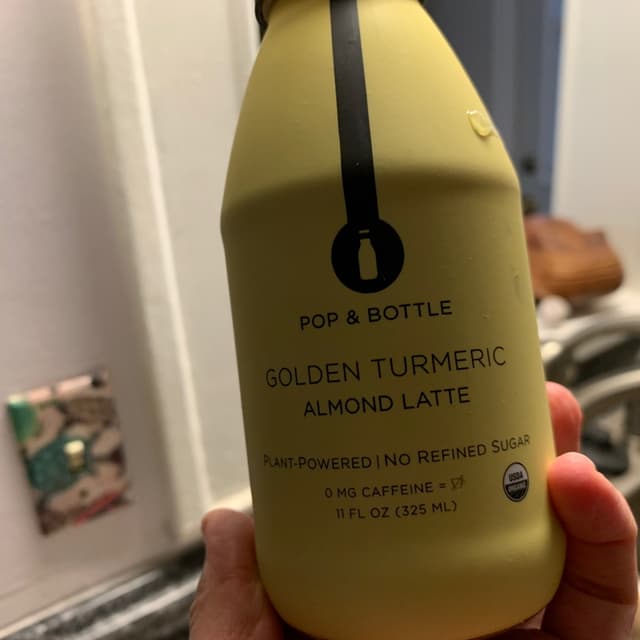 POP & BOTTLE
GOLDEN TURMERIC
ALMOND LATTE
PLANT-POWERED | NO REFINED SUGAR
0 MG CAFFEINE =
11 FL OZ (325 ML)
USDA
ORGANIC